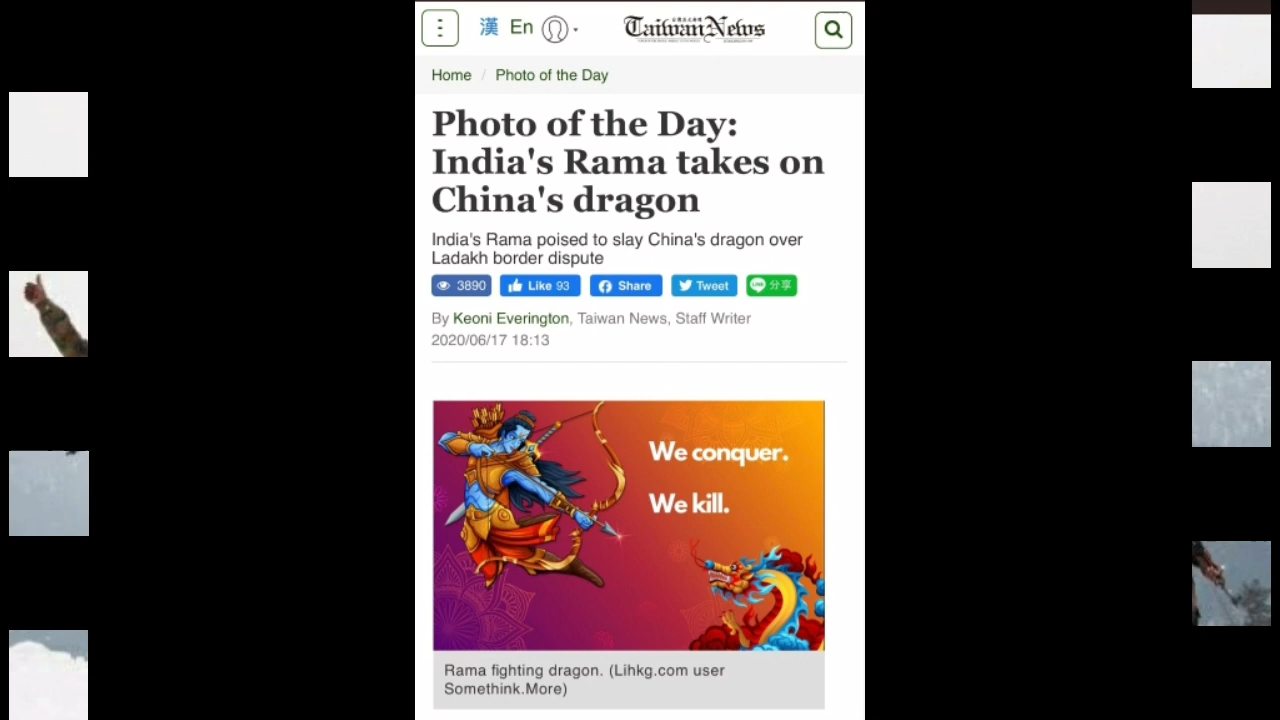 漢 En
Taiwan News
Home / Photo of the Day
Photo of the Day:
India's Rama takes on
China's dragon
India's Rama poised to slay China's dragon over
Ladakh border dispute
3890 Like 93 Share Tweet LINE 分享
By Keoni Everington, Taiwan News, Staff Writer
2020/06/17 18:13
We conquer.
We kill.
Rama fighting dragon. (Lihkg.com user
Somethink.More)